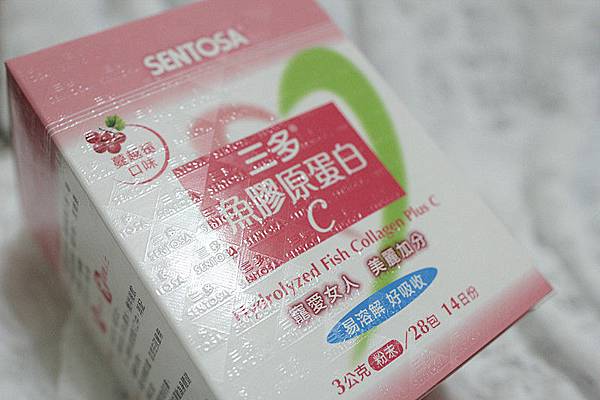 SENTOSA®
蔓越莓
口味
三多®
魚膠原蛋白
C
Hydrolyzed Fish Collagen Plus C
寵愛女人 美麗加分
易溶解 好吸收
3公克 粉末 /28包 14日份